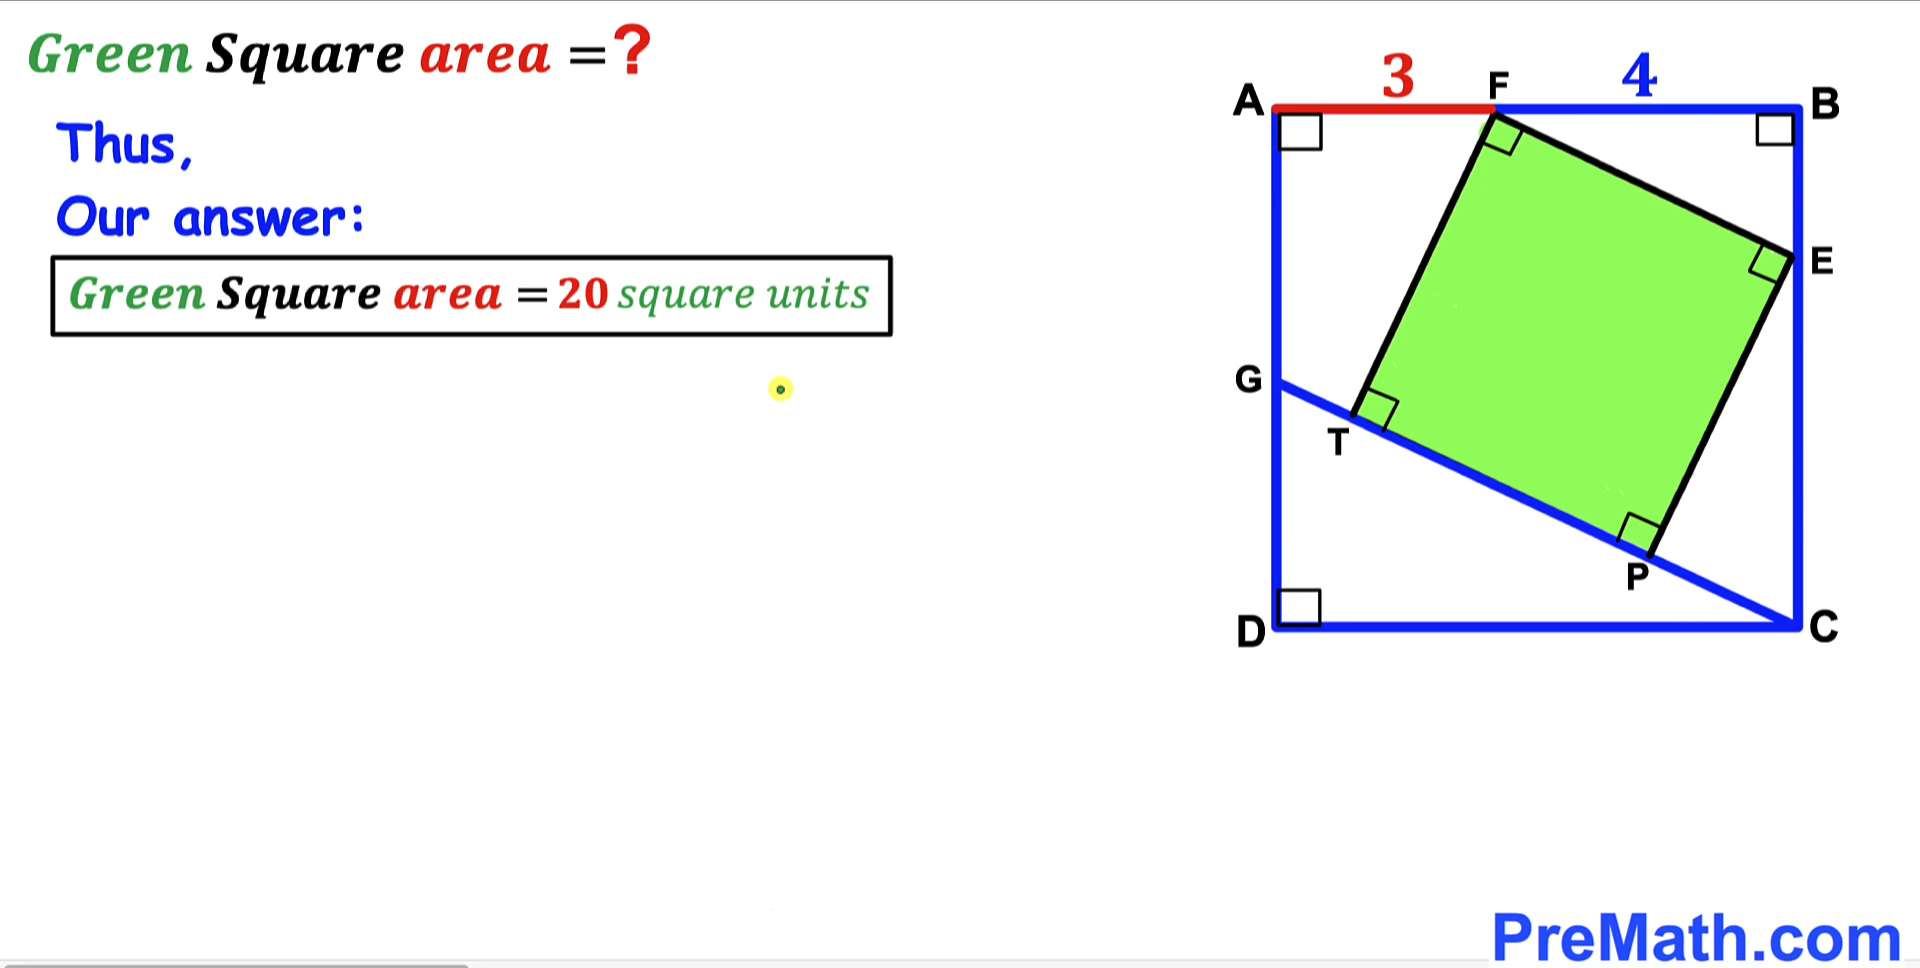 Green Square area =?
Thus,
Our answer:
Green Square area = 20 square units
3
4
A
F
B
E
G
T
P
D
C
PreMath.com